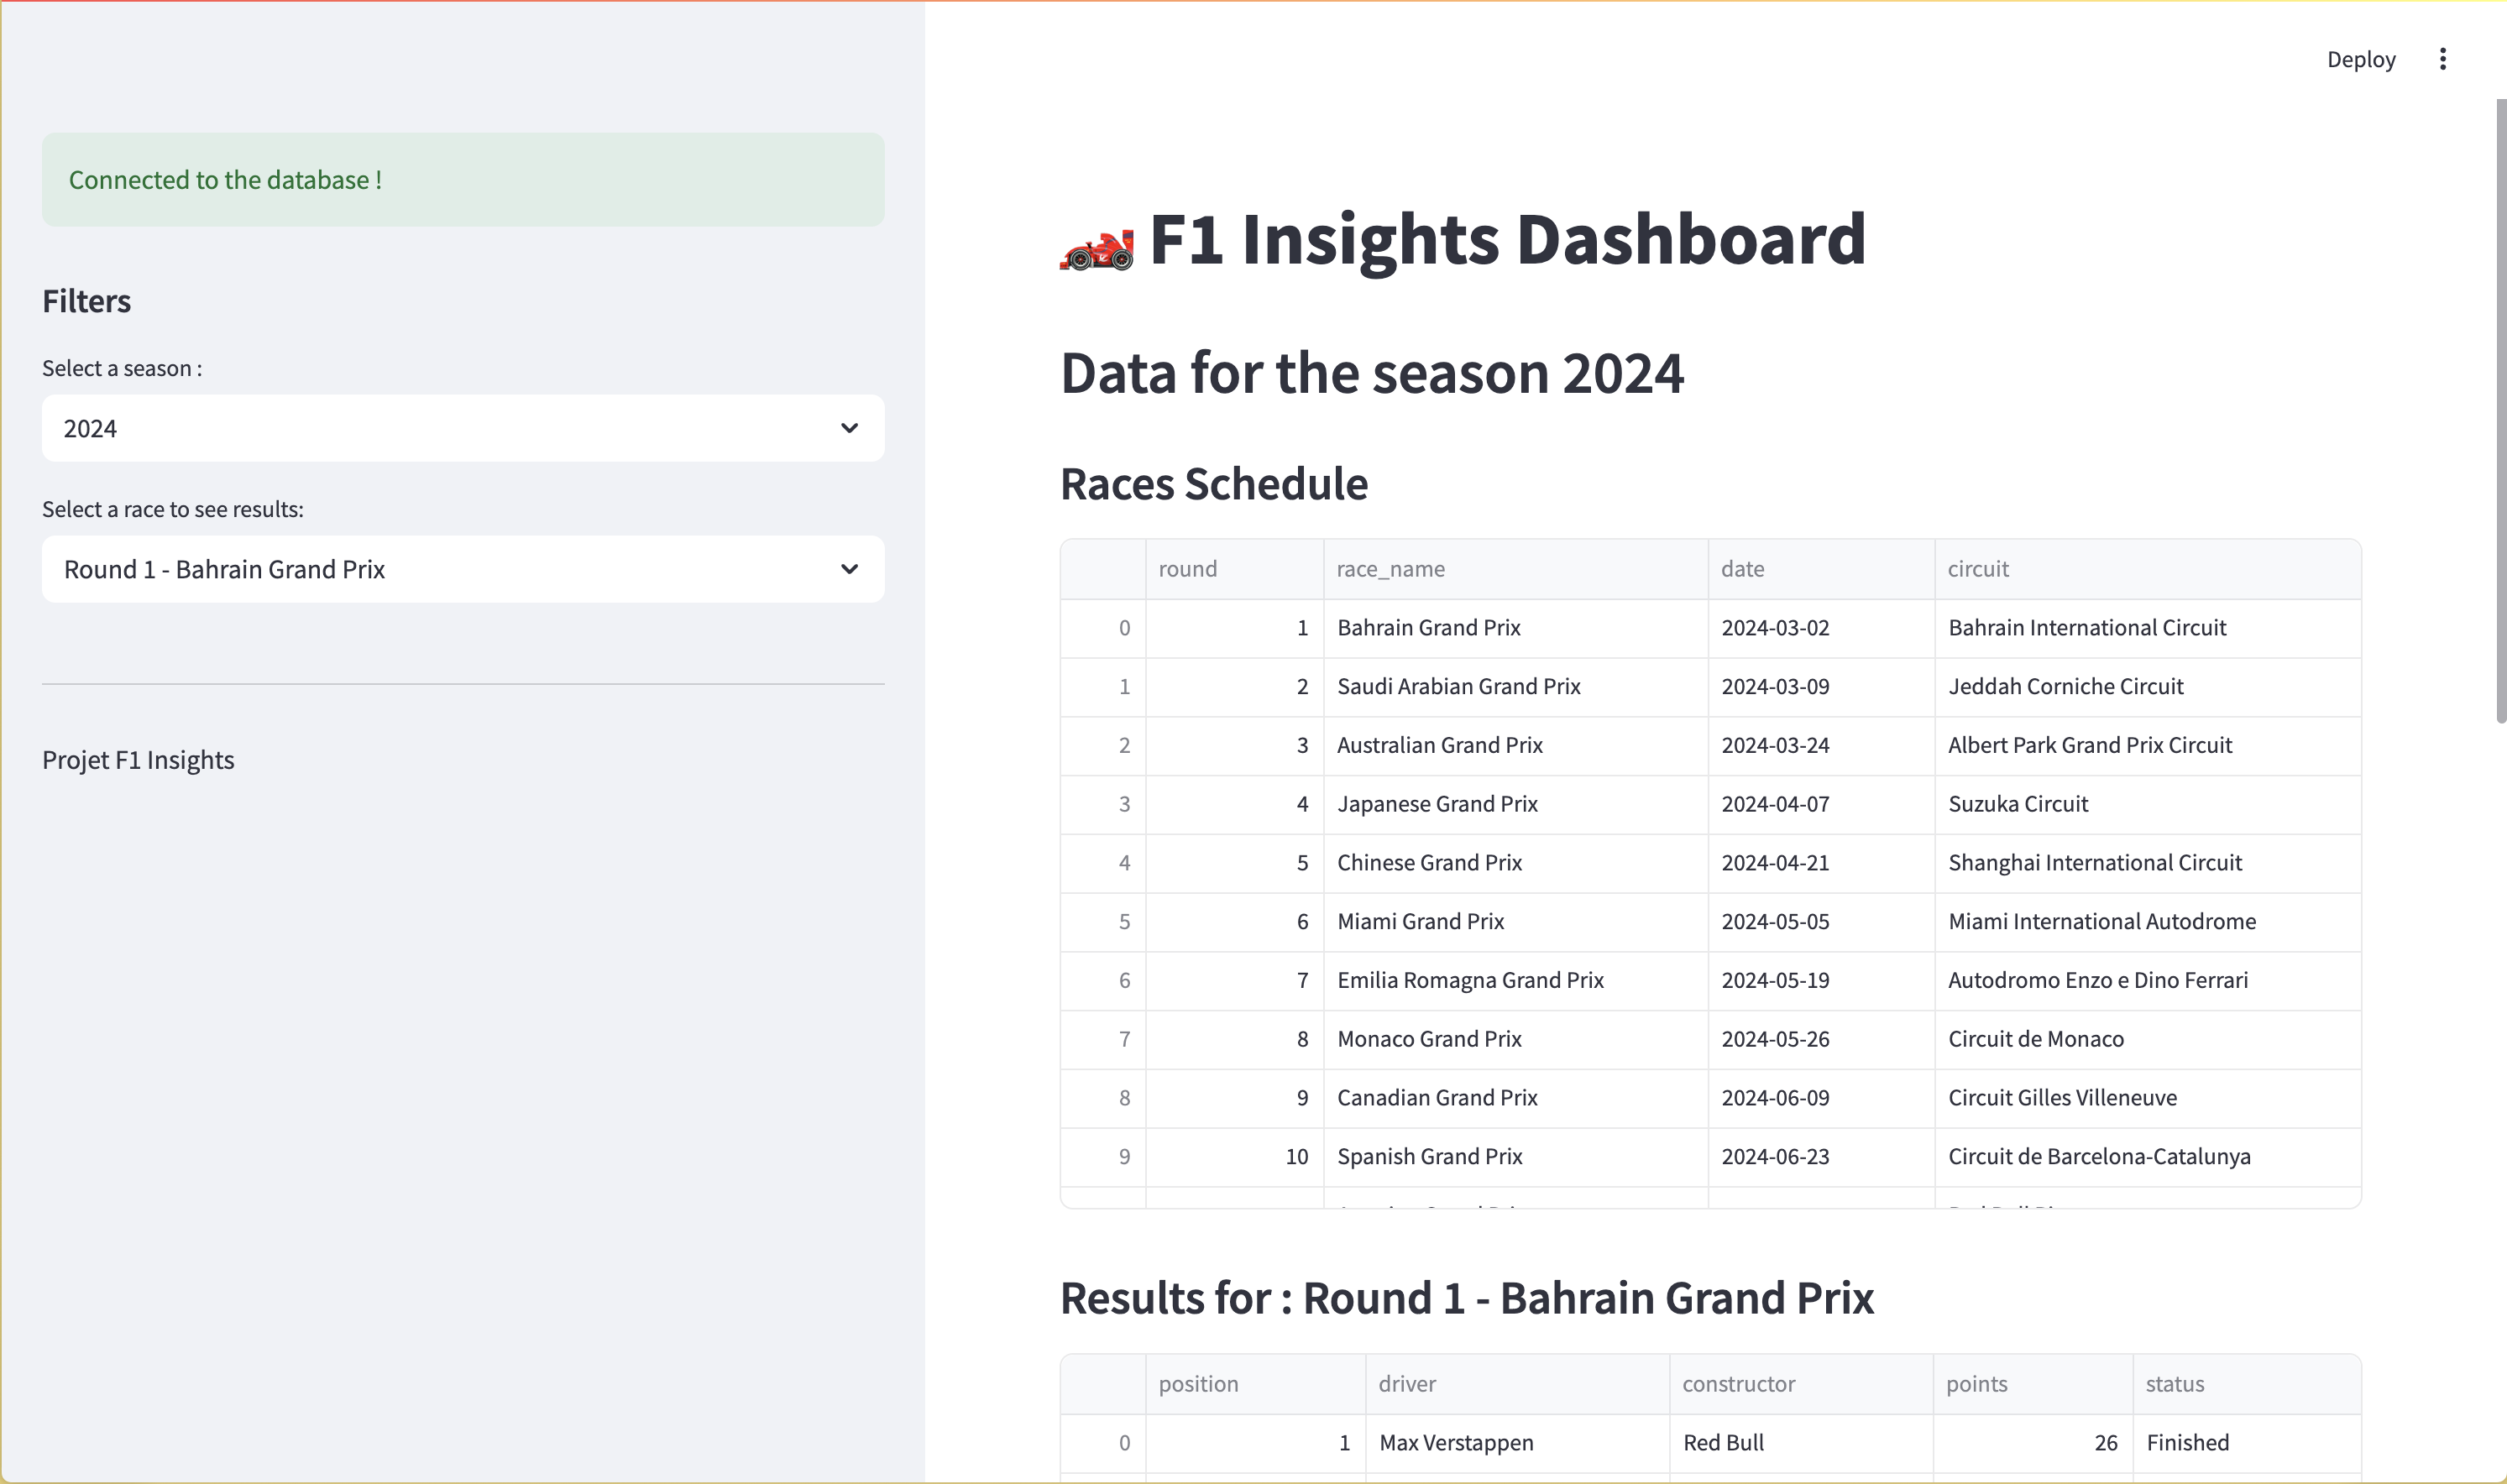 Deploy
Connected to the database !
Filters
Select a season :
2024
Select a race to see results:
Round 1 - Bahrain Grand Prix
Projet F1 Insights
F1 Insights Dashboard
Data for the season 2024
Races Schedule
round race_name date circuit
0 1 Bahrain Grand Prix 2024-03-02 Bahrain International Circuit
1 2 Saudi Arabian Grand Prix 2024-03-09 Jeddah Corniche Circuit
2 3 Australian Grand Prix 2024-03-24 Albert Park Grand Prix Circuit
3 4 Japanese Grand Prix 2024-04-07 Suzuka Circuit
4 5 Chinese Grand Prix 2024-04-21 Shanghai International Circuit
5 6 Miami Grand Prix 2024-05-05 Miami International Autodrome
6 7 Emilia Romagna Grand Prix 2024-05-19 Autodromo Enzo e Dino Ferrari
7 8 Monaco Grand Prix 2024-05-26 Circuit de Monaco
8 9 Canadian Grand Prix 2024-06-09 Circuit Gilles Villeneuve
9 10 Spanish Grand Prix 2024-06-23 Circuit de Barcelona-Catalunya
Results for : Round 1 - Bahrain Grand Prix
position driver constructor points status
0 1 Max Verstappen Red Bull 26 Finished